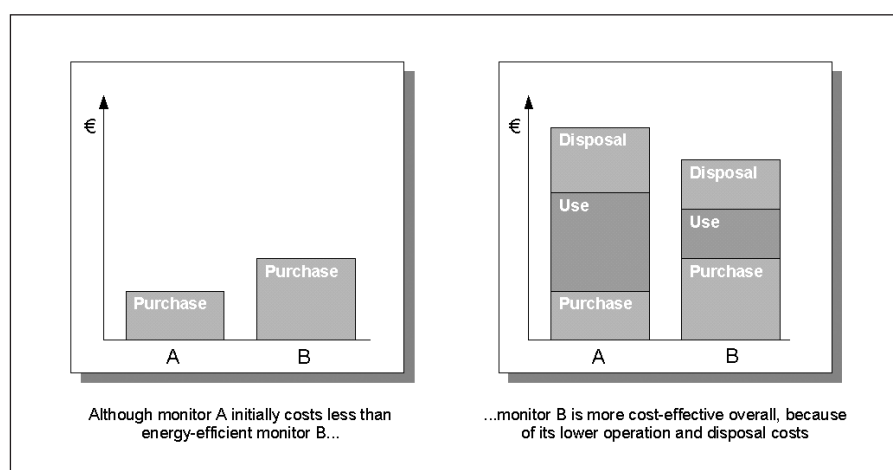 €
Purchase
Purchase
A
B
Although monitor A initially costs less than
energy-efficient monitor B...
€
Disposal
Use
Purchase
Disposal
Use
Purchase
A
B
...monitor B is more cost-effective overall, because
of its lower operation and disposal costs